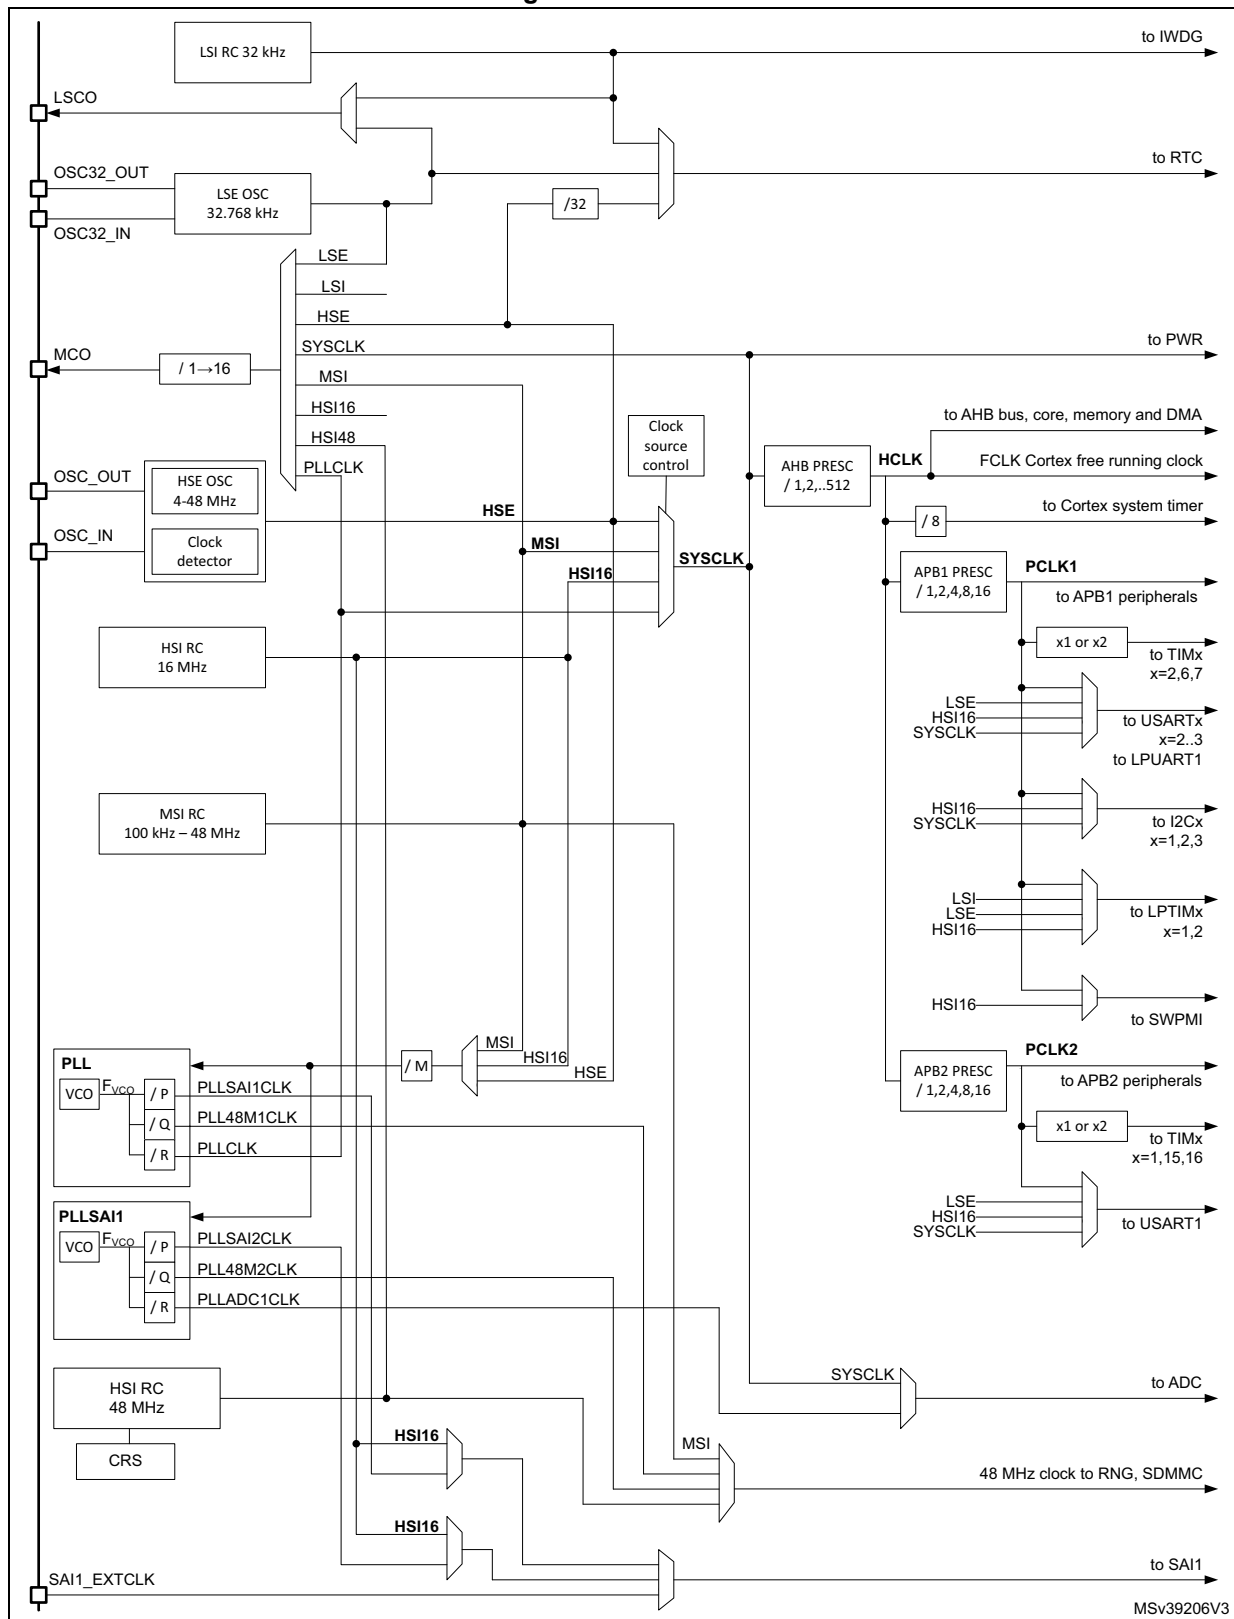 LSI RC 32 kHz
to IWDG
LSCO
OSC32_OUT
to RTC
LSE OSC
32.768 kHz
/32
OSC32_IN
LSE
LSI
HSE
SYSCLK
to PWR
MCO
/ 1→16
MSI
HSI16
to AHB bus, core, memory and DMA
Clock
source
control
HSI48
PLLCLK
AHB PRESC
/ 1,2,..512
HCLK
FCLK Cortex free running clock
OSC_OUT
HSE OSC
4-48 MHz
HSE
to Cortex system timer
/ 8
OSC_IN
Clock
detector
MSI
SYSCLK
HSI16
APB1 PRESC
/ 1,2,4,8,16
PCLK1
to APB1 peripherals
HSI RC
16 MHz
x1 or x2
to TIMx
x=2,6,7
LSE
HSI16
SYSCLK
to USARTx
x=2..3
to LPUART1
MSI RC
100 kHz – 48 MHz
HSI16
SYSCLK
to I2Cx
x=1,2,3
LSI
LSE
HSI16
to LPTIMx
x=1,2
HSI16
to SWPMI
MSI
HSI16
HSE
/ M
PLL
VCO
FVCO
/ P
PLLSAI1CLK
/ Q
PLL48M1CLK
/ R
PLLCLK
APB2 PRESC
/ 1,2,4,8,16
PCLK2
to APB2 peripherals
x1 or x2
to TIMx
x=1,15,16
LSE
HSI16
SYSCLK
to USART1
PLLSAI1
VCO
FVCO
/ P
PLLSAI2CLK
/ Q
PLL48M2CLK
/ R
PLLADC1CLK
SYSCLK
to ADC
HSI RC
48 MHz
CRS
HSI16
MSI
48 MHz clock to RNG, SDMMC
HSI16
to SAI1
SAI1_EXTCLK
MSv39206V3